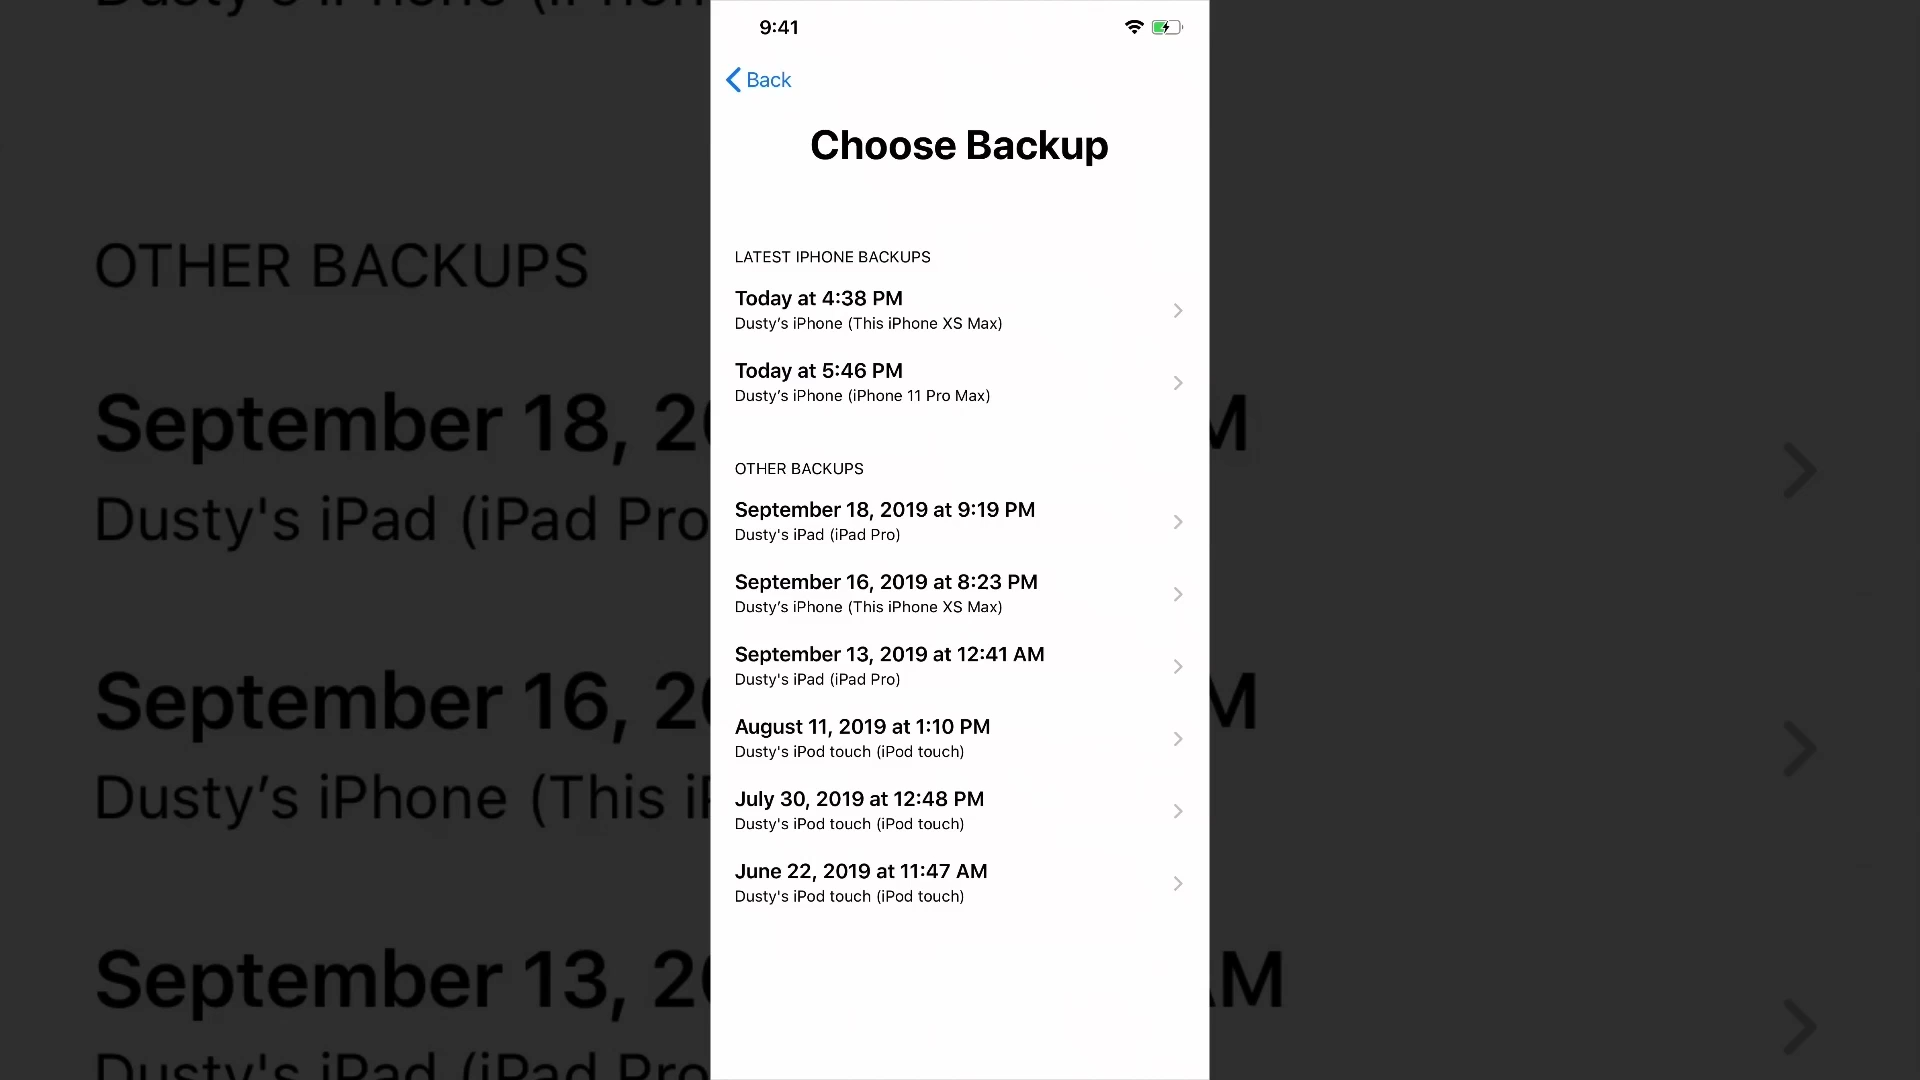 9:41
Back
Choose Backup
LATEST IPHONE BACKUPS
Today at 4:38 PM
Dusty’s iPhone (This iPhone XS Max)
Today at 5:46 PM
Dusty’s iPhone (iPhone 11 Pro Max)
OTHER BACKUPS
September 18, 2019 at 9:19 PM
Dusty's iPad (iPad Pro)
September 16, 2019 at 8:23 PM
Dusty’s iPhone (This iPhone XS Max)
September 13, 2019 at 12:41 AM
Dusty's iPad (iPad Pro)
August 11, 2019 at 1:10 PM
Dusty's iPod touch (iPod touch)
July 30, 2019 at 12:48 PM
Dusty's iPod touch (iPod touch)
June 22, 2019 at 11:47 AM
Dusty's iPod touch (iPod touch)
OTHER BACKUPS
September 18,
Dusty's iPad (iPad Pro
September 16,
Dusty’s iPhone (This
September 13,
Dusty's iPad (iPad Pro